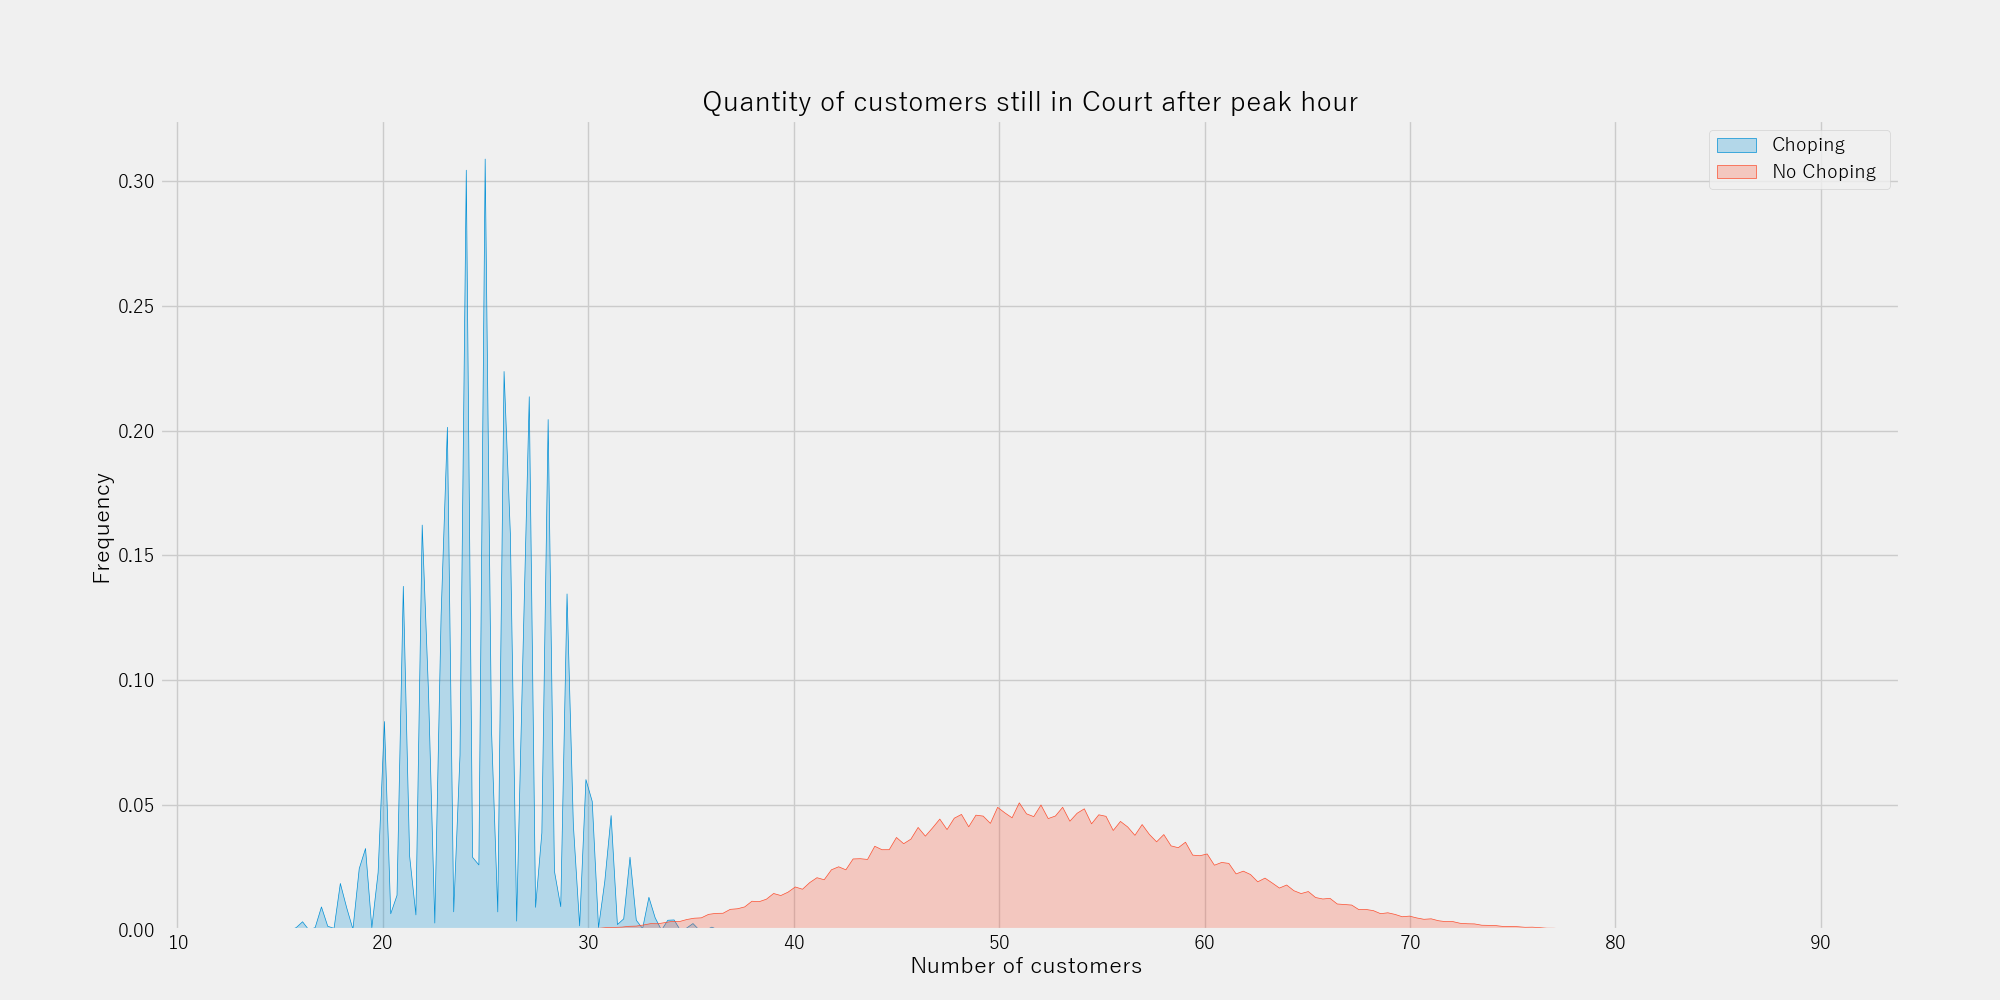 Quantity of customers still in Court after peak hour
Choping
No Choping
0.30
0.25
0.20
0.15
0.10
0.05
0.00
Frequency
10 20 30 40 50 60 70 80 90
Number of customers